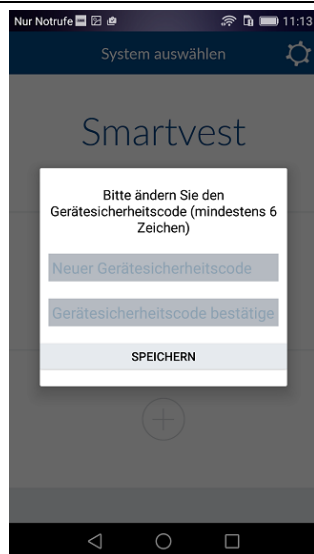 Nur Notrufe 11:13
System auswählen
Smartvest
Bitte ändern Sie den
Gerätesicherheitscode (mindestens 6
Zeichen)
Neuer Gerätesicherheitscode
Gerätesicherheitscode bestätige
SPEICHERN